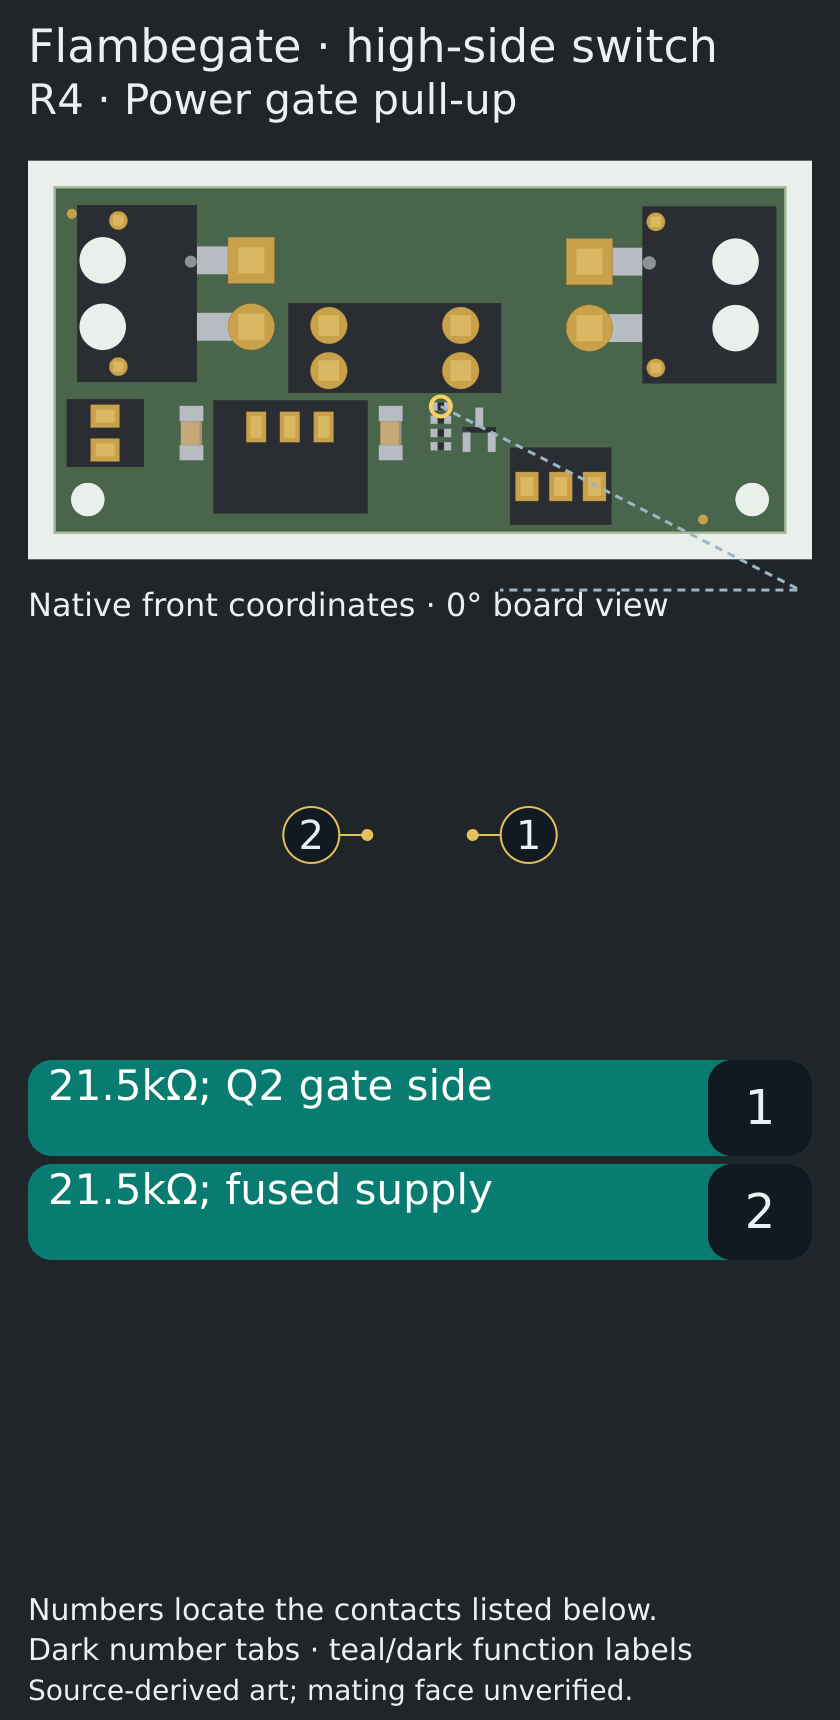 Flambegate · high-side switch
R4 · Power gate pull-up
Native front coordinates · 0° board view
2 1
21.5kΩ; Q2 gate side 1
21.5kΩ; fused supply 2
Numbers locate the contacts listed below.
Dark number tabs · teal/dark function labels
Source-derived art; mating face unverified.